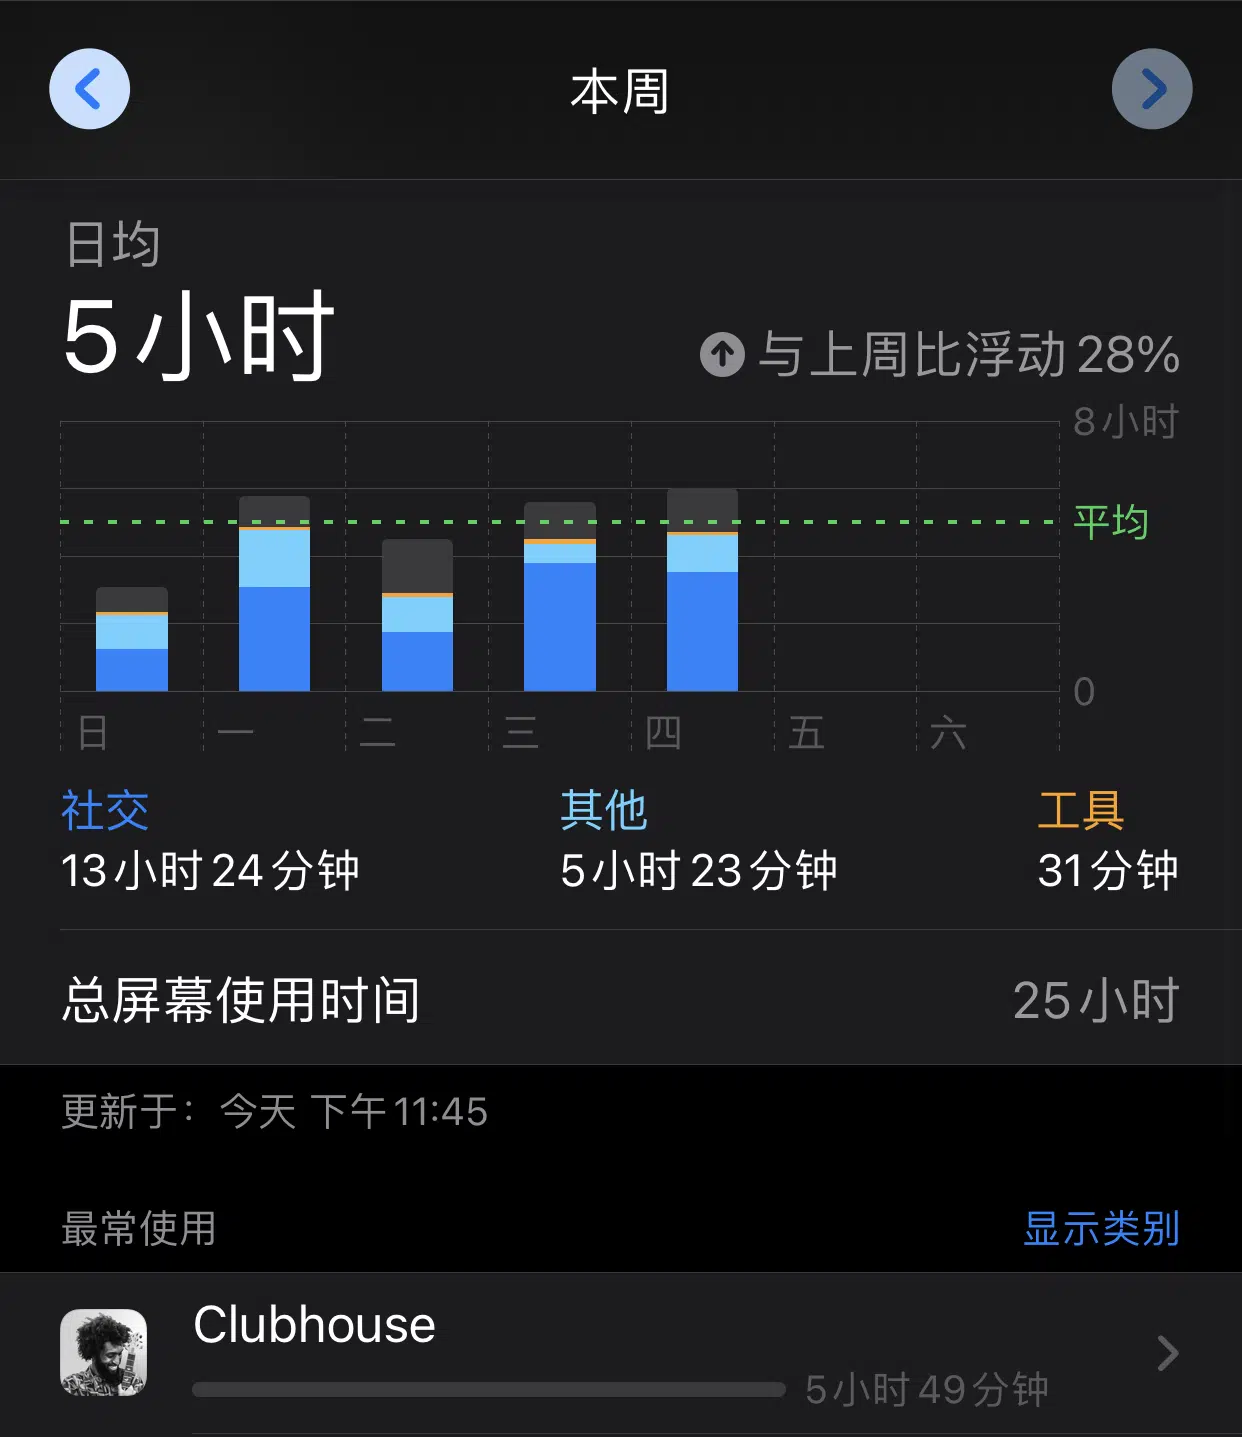 本周
日均
5小时
与上周比浮动28%
8小时
平均
0
日 一 二 三 四 五 六
社交 其他 工具
13小时24分钟 5小时23分钟 31分钟
总屏幕使用时间 25小时
更新于：今天 下午11:45
最常使用 显示类别
Clubhouse
5小时49分钟